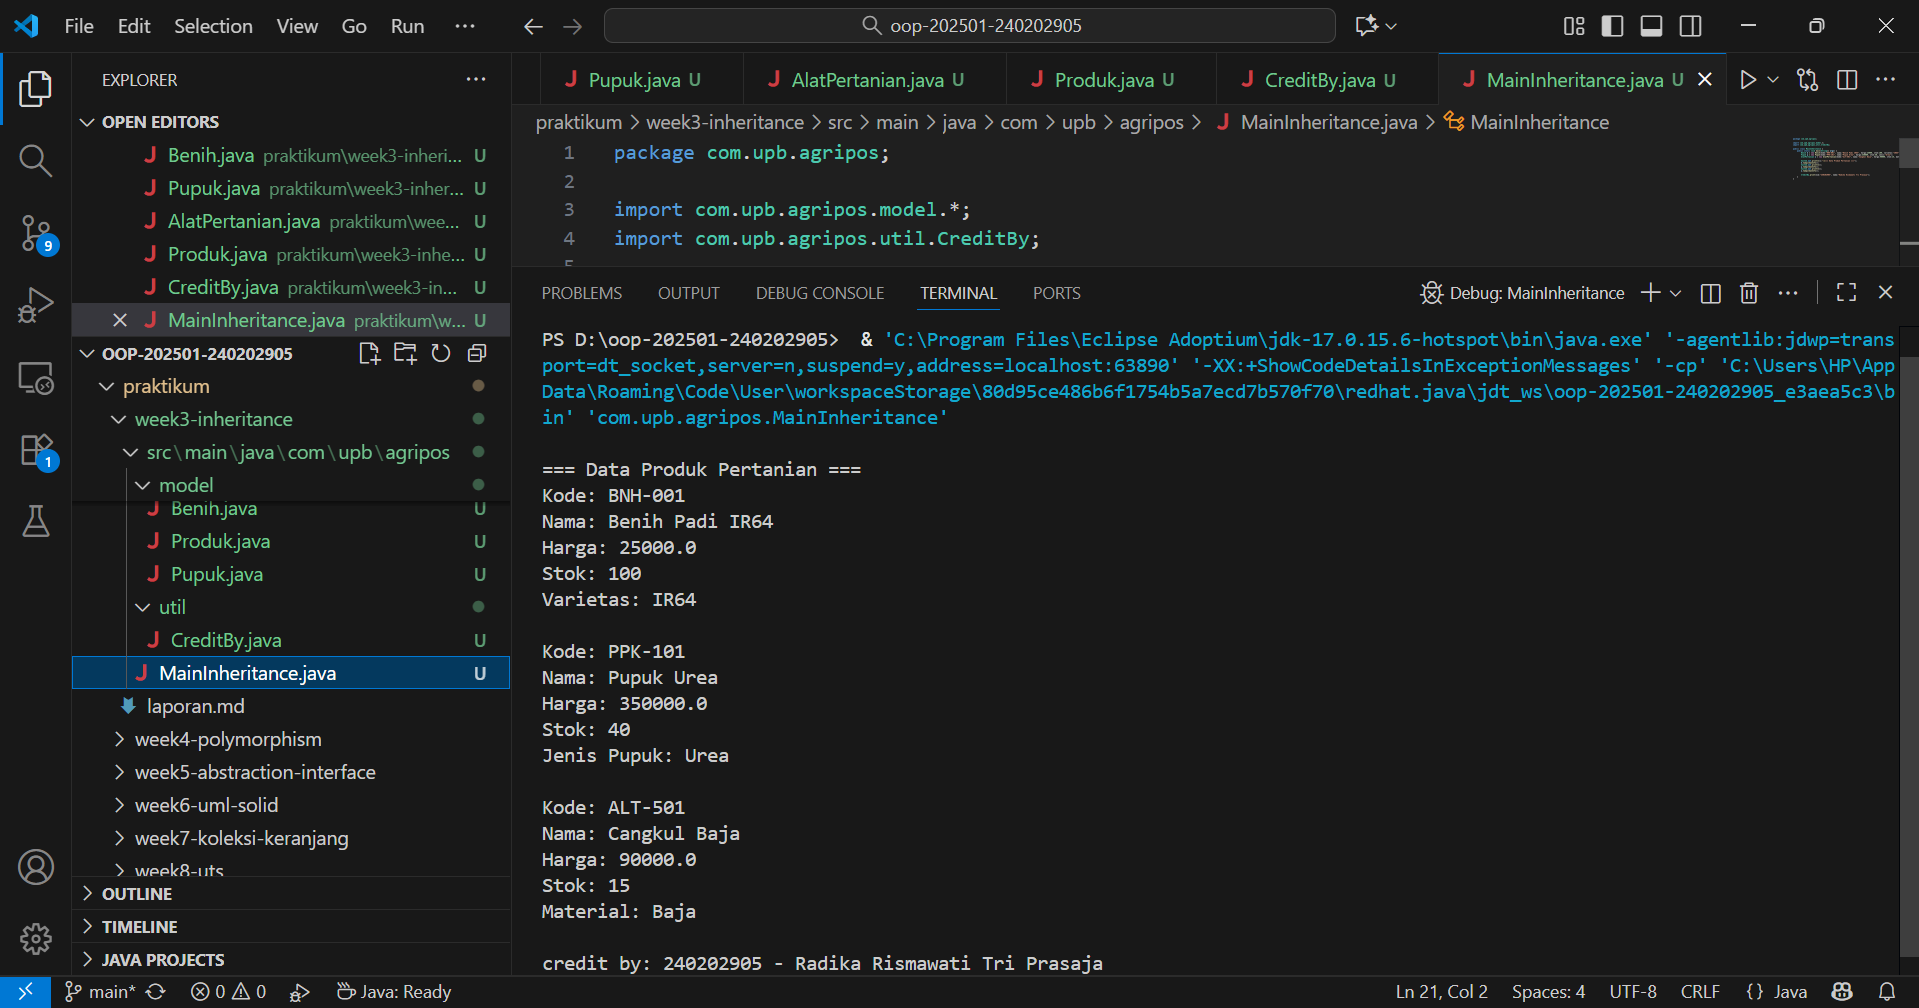 File Edit Selection View Go Run ···
oop-202501-240202905
EXPLORER
OPEN EDITORS
Benih.java praktikum\week3-inheri... U
Pupuk.java praktikum\week3-inher... U
AlatPertanian.java praktikum\wee... U
Produk.java praktikum\week3-inhe... U
CreditBy.java praktikum\week3-in... U
MainInheritance.java praktikum\w... U
OOP-202501-240202905
praktikum
week3-inheritance
src\main\java\com\upb\agripos
model
Benih.java U
Produk.java U
Pupuk.java U
util
CreditBy.java U
MainInheritance.java U
laporan.md
week4-polymorphism
week5-abstraction-interface
week6-uml-solid
week7-koleksi-keranjang
week8-uts
OUTLINE
TIMELINE
JAVA PROJECTS
9
1
Pupuk.java U AlatPertanian.java U Produk.java U CreditBy.java U MainInheritance.java U
praktikum > week3-inheritance > src > main > java > com > upb > agripos > MainInheritance.java > MainInheritance
1 package com.upb.agripos;
2
3 import com.upb.agripos.model.*;
4 import com.upb.agripos.util.CreditBy;
5
PROBLEMS OUTPUT DEBUG CONSOLE TERMINAL PORTS
Debug: MainInheritance
PS D:\oop-202501-240202905>  & 'C:\Program Files\Eclipse Adoptium\jdk-17.0.15.6-hotspot\bin\java.exe' '-agentlib:jdwp=trans
port=dt_socket,server=n,suspend=y,address=localhost:63890' '-XX:+ShowCodeDetailsInExceptionMessages' '-cp' 'C:\Users\HP\App
Data\Roaming\Code\User\workspaceStorage\80d95ce486b6f1754b5a7ecd7b570f70\redhat.java\jdt_ws\oop-202501-240202905_e3aea5c3\b
in' 'com.upb.agripos.MainInheritance'
=== Data Produk Pertanian ===
Kode: BNH-001
Nama: Benih Padi IR64
Harga: 25000.0
Stok: 100
Varietas: IR64
Kode: PPK-101
Nama: Pupuk Urea
Harga: 350000.0
Stok: 40
Jenis Pupuk: Urea
Kode: ALT-501
Nama: Cangkul Baja
Harga: 90000.0
Stok: 15
Material: Baja
credit by: 240202905 - Radika Rismawati Tri Prasaja
main* 0 0 Java: Ready
Ln 21, Col 2 Spaces: 4 UTF-8 CRLF {} Java